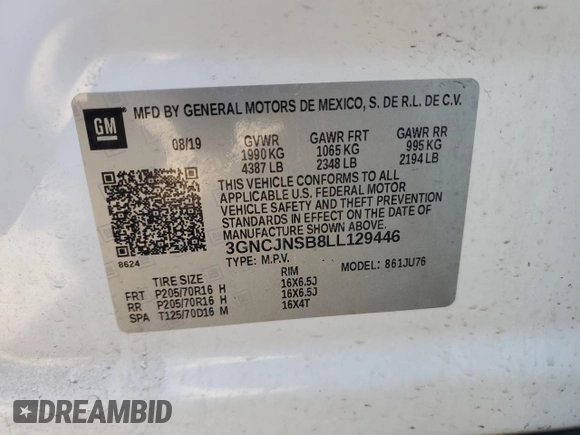 GM
MFD BY GENERAL MOTORS DE MEXICO, S. DE R.L. DE C.V.
08/19 GVWR GAWR FRT GAWR RR
1990 KG 1065 KG 995 KG
4387 LB 2348 LB 2194 LB
THIS VEHICLE CONFORMS TO ALL
APPLICABLE U.S. FEDERAL MOTOR
VEHICLE SAFETY AND THEFT PREVENTION
STANDARDS IN EFFECT ON THE DATE OF
MANUFACTURE SHOWN ABOVE.
3GNCJNSB8LL129446
8624
TYPE: M.P.V. MODEL: 861JU76
TIRE SIZE RIM
FRT P205/70R16 H 16X6.5J
RR P205/70R16 H 16X6.5J
SPA T125/70D16 M 16X4T
DREAMBID